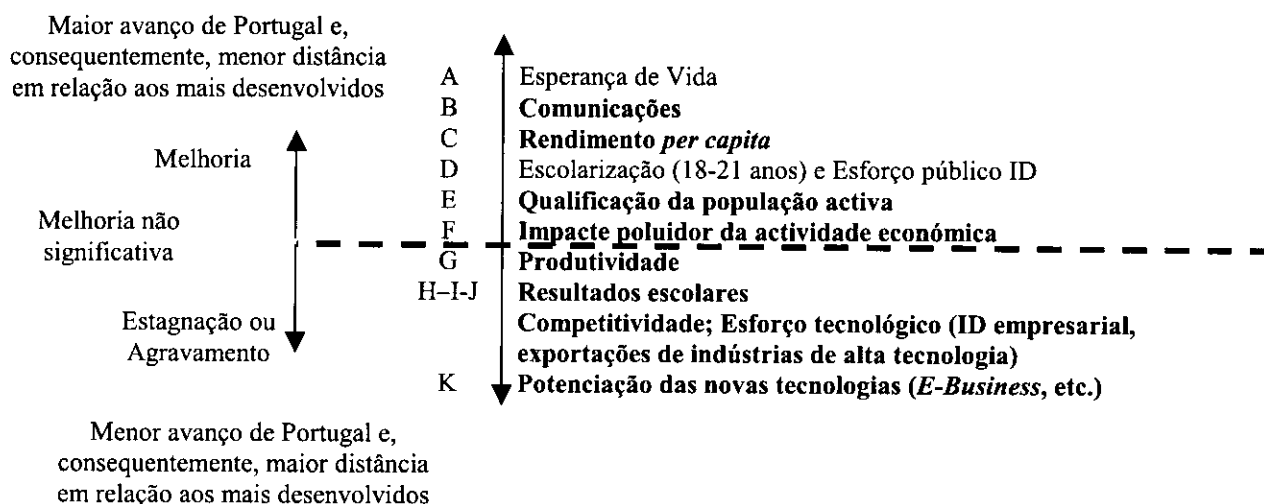 Maior avanço de Portugal e,
consequentemente, menor distância
em relação aos mais desenvolvidos
Melhoria
Melhoria não
significativa
Estagnação ou
Agravamento
Menor avanço de Portugal e,
consequentemente, maior distância
em relação aos mais desenvolvidos
A Esperança de Vida
B Comunicações
C Rendimento per capita
D Escolarização (18-21 anos) e Esforço público ID
E Qualificação da população activa
F Impacte poluidor da actividade económica
G Produtividade
H–I-J Resultados escolares
Competitividade; Esforço tecnológico (ID empresarial,
exportações de indústrias de alta tecnologia)
K Potenciação das novas tecnologias (E-Business, etc.)